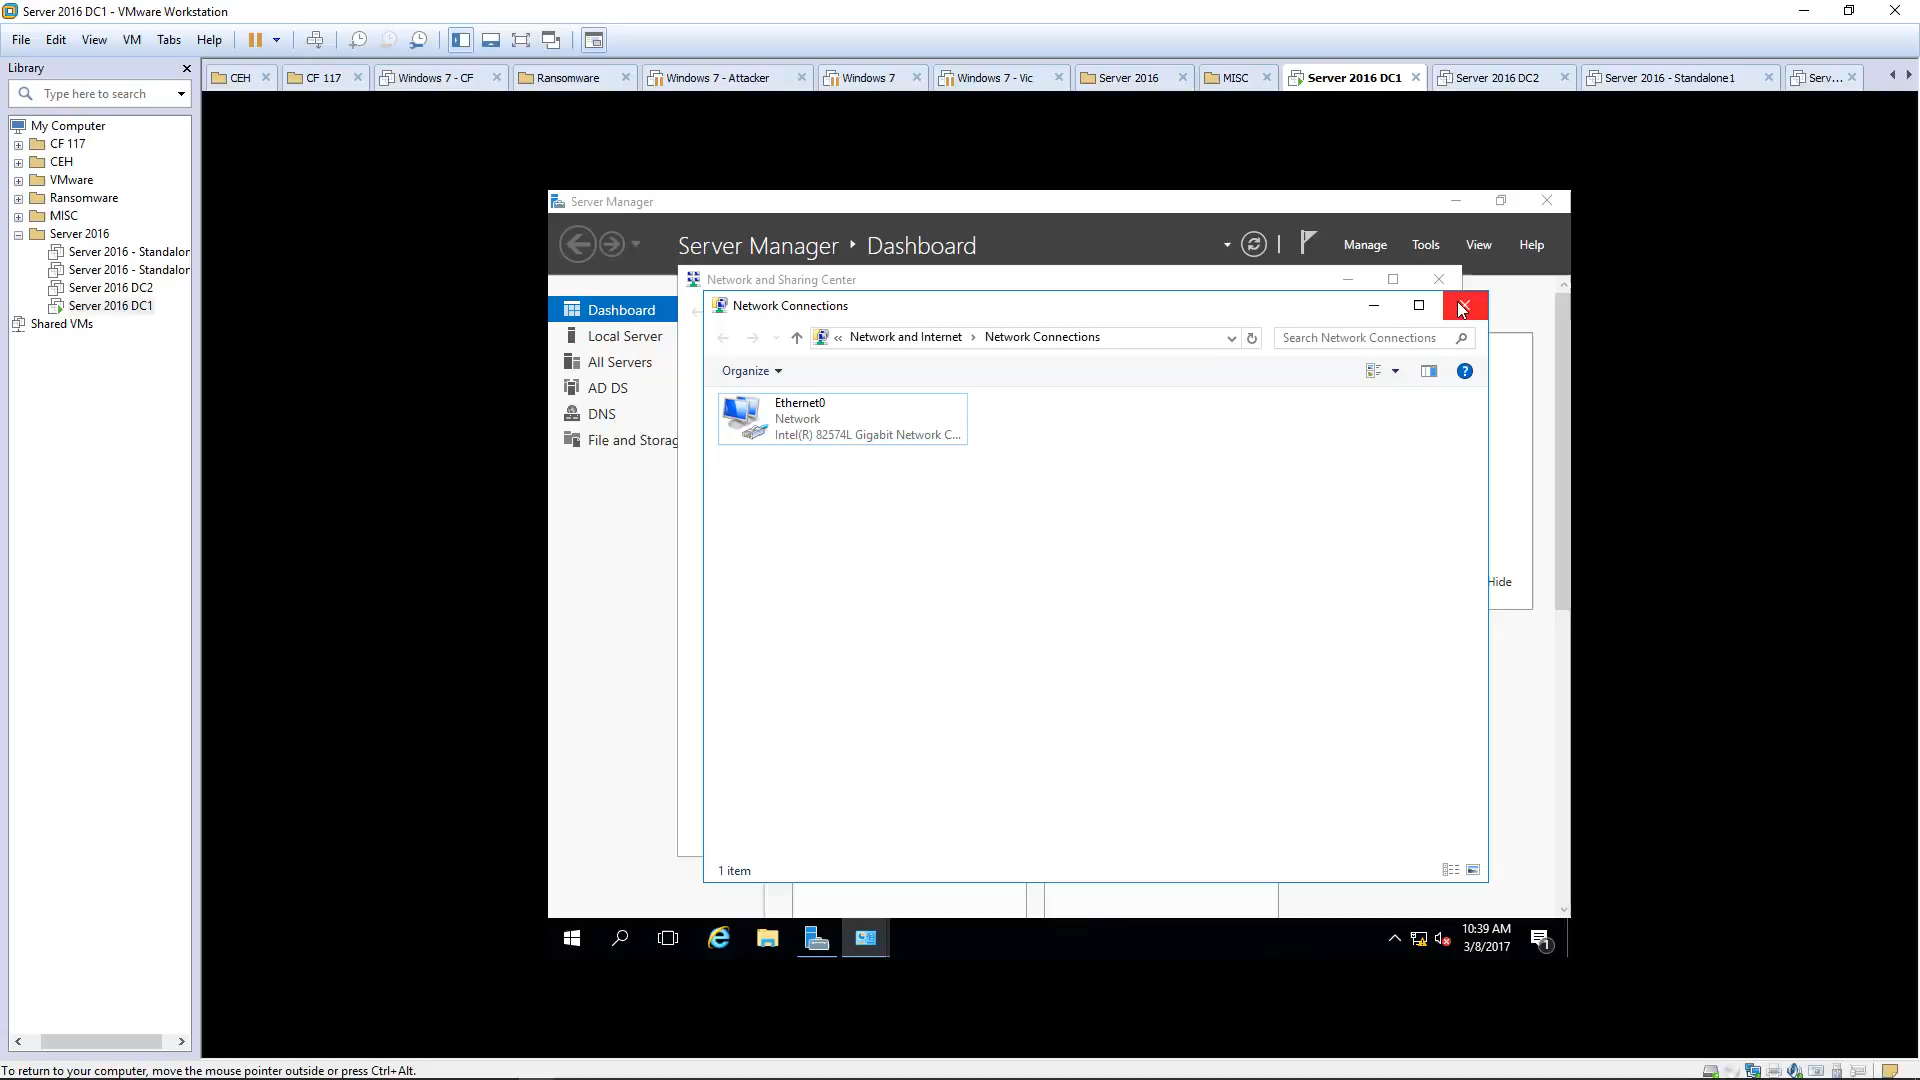 Server 2016 DC1 - VMware Workstation
File Edit View VM Tabs Help
Library
Type here to search
CEH
CF 117
Windows 7 - CF
Ransomware
Windows 7 - Attacker
Windows 7
Windows 7 - Vic
Server 2016
MISC
Server 2016 DC1
Server 2016 DC2
Server 2016 - Standalone1
Serv...
My Computer
CF 117
CEH
VMware
Ransomware
MISC
Server 2016
Server 2016 - Standalor
Server 2016 - Standalor
Server 2016 DC2
Server 2016 DC1
Shared VMs
Server Manager
Server Manager Dashboard
Manage Tools View Help
Dashboard
Local Server
All Servers
AD DS
DNS
File and Storag
Network and Sharing Center
Network Connections
« Network and Internet › Network Connections
Search Network Connections
Organize
Ethernet0
Network
Intel(R) 82574L Gigabit Network C...
Hide
1 item
10:39 AM
3/8/2017
1
To return to your computer, move the mouse pointer outside or press Ctrl+Alt.